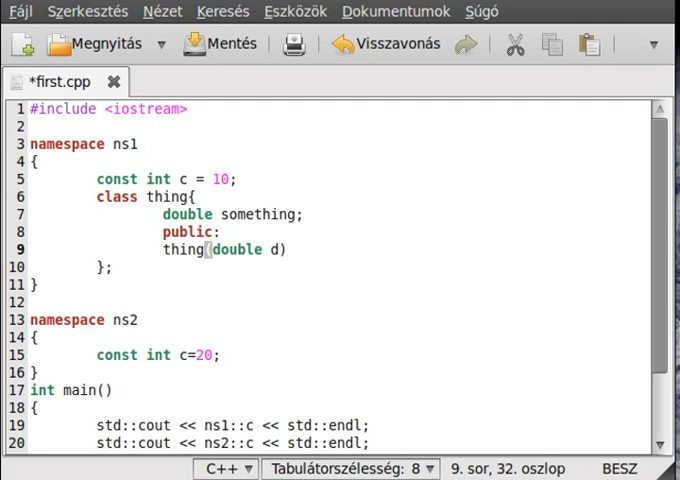 Fájl Szerkesztés Nézet Keresés Eszközök Dokumentumok Súgó
Megnyitás Mentés Visszavonás
*first.cpp
1 #include <iostream>
2
3 namespace ns1
4 {
5 const int c = 10;
6 class thing{
7 double something;
8 public:
9 thing(double d)
10 };
11 }
12
13 namespace ns2
14 {
15 const int c=20;
16 }
17 int main()
18 {
19 std::cout << ns1::c << std::endl;
20 std::cout << ns2::c << std::endl;
C++ Tabulátorszélesség: 8 9. sor, 32. oszlop BESZ